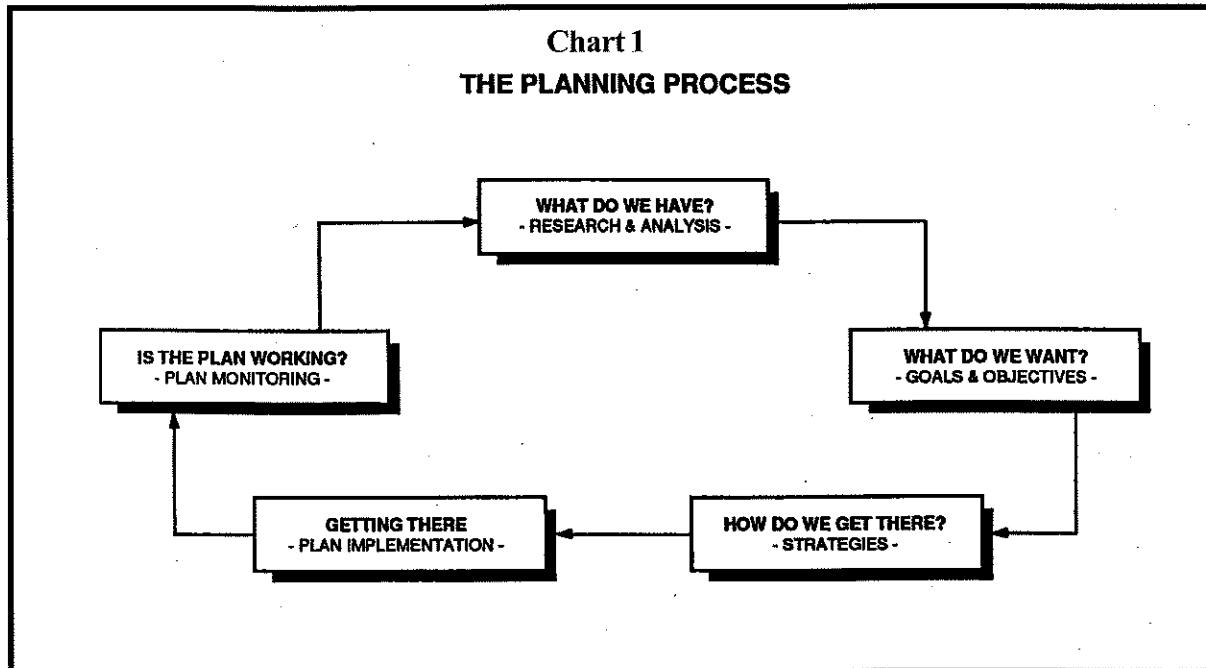 Chart 1
THE PLANNING PROCESS
WHAT DO WE HAVE?
- RESEARCH & ANALYSIS -
WHAT DO WE WANT?
- GOALS & OBJECTIVES -
HOW DO WE GET THERE?
- STRATEGIES -
GETTING THERE
- PLAN IMPLEMENTATION -
IS THE PLAN WORKING?
- PLAN MONITORING -